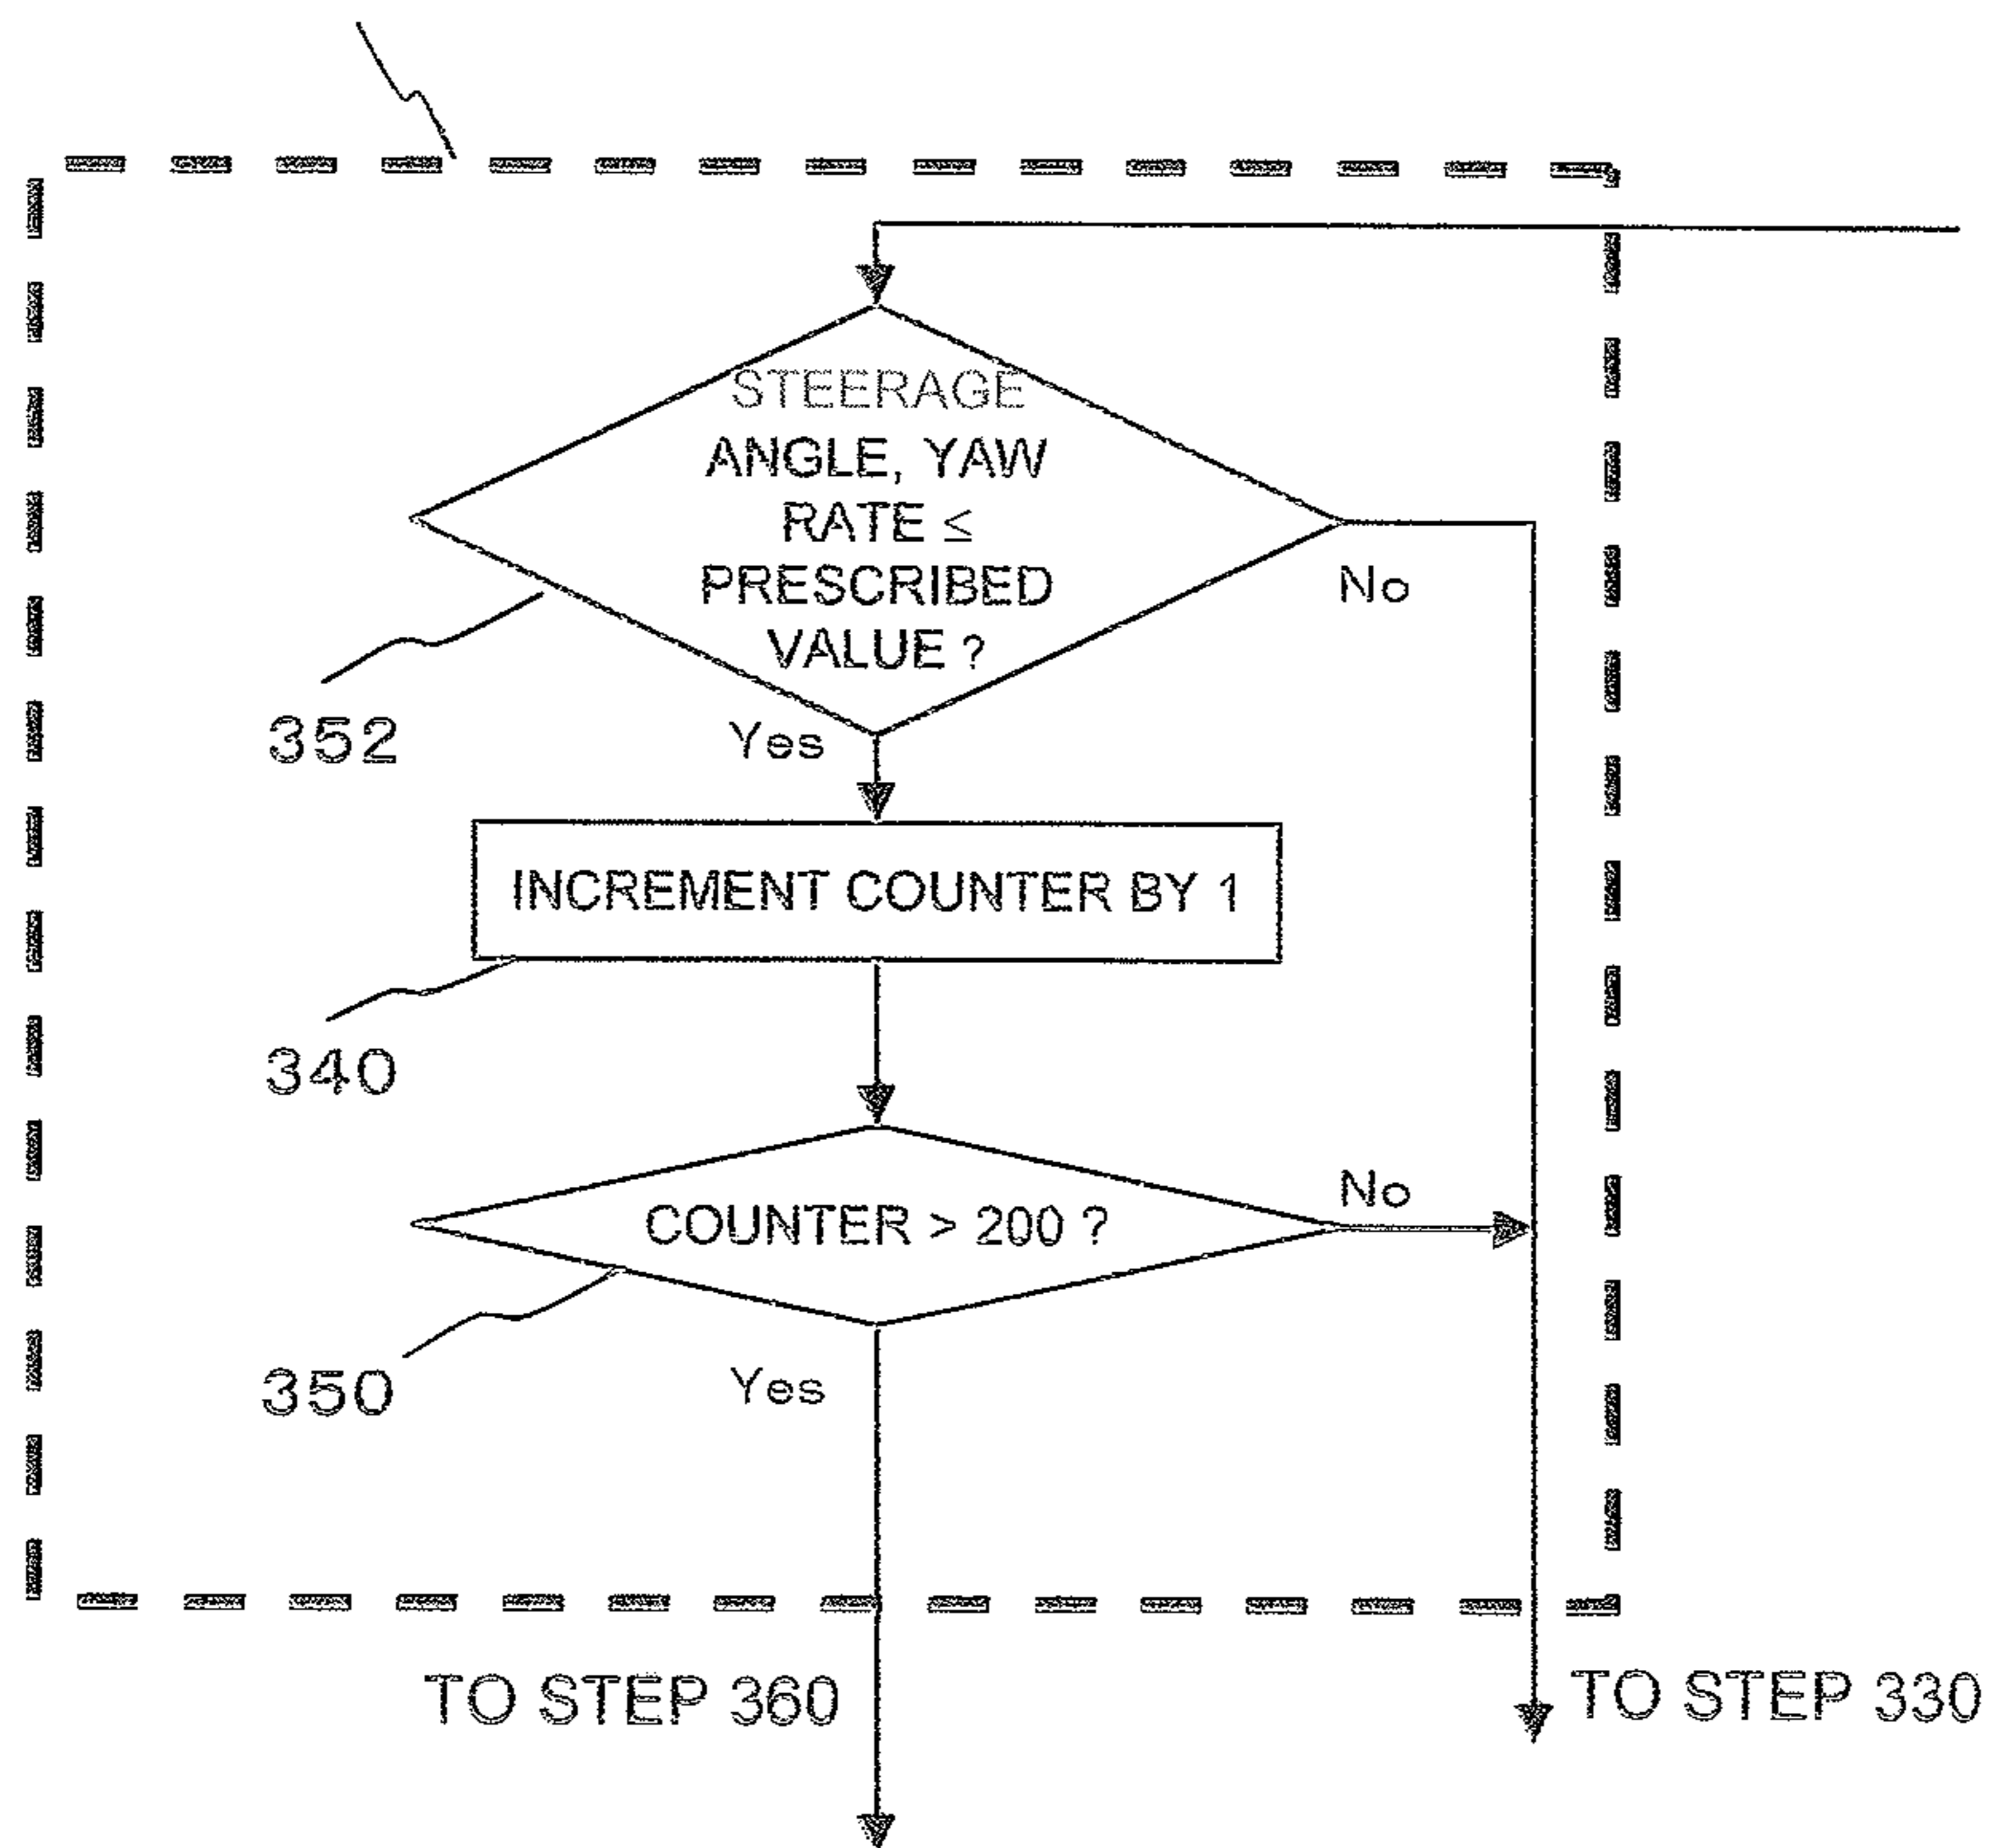 STEERAGE
ANGLE, YAW
RATE ≤
PRESCRIBED
VALUE ?
No
352
Yes
INCREMENT COUNTER BY 1
340
COUNTER > 200 ?
No
350
Yes
TO STEP 360
TO STEP 330